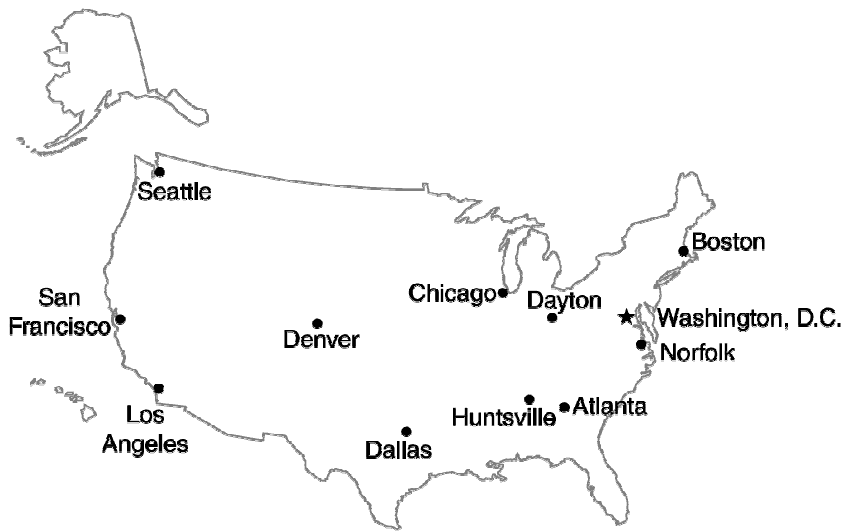 Seattle
Boston
Chicago
Dayton
San
Francisco
Washington, D.C.
Denver
Norfolk
Los
Angeles
Huntsville
Atlanta
Dallas